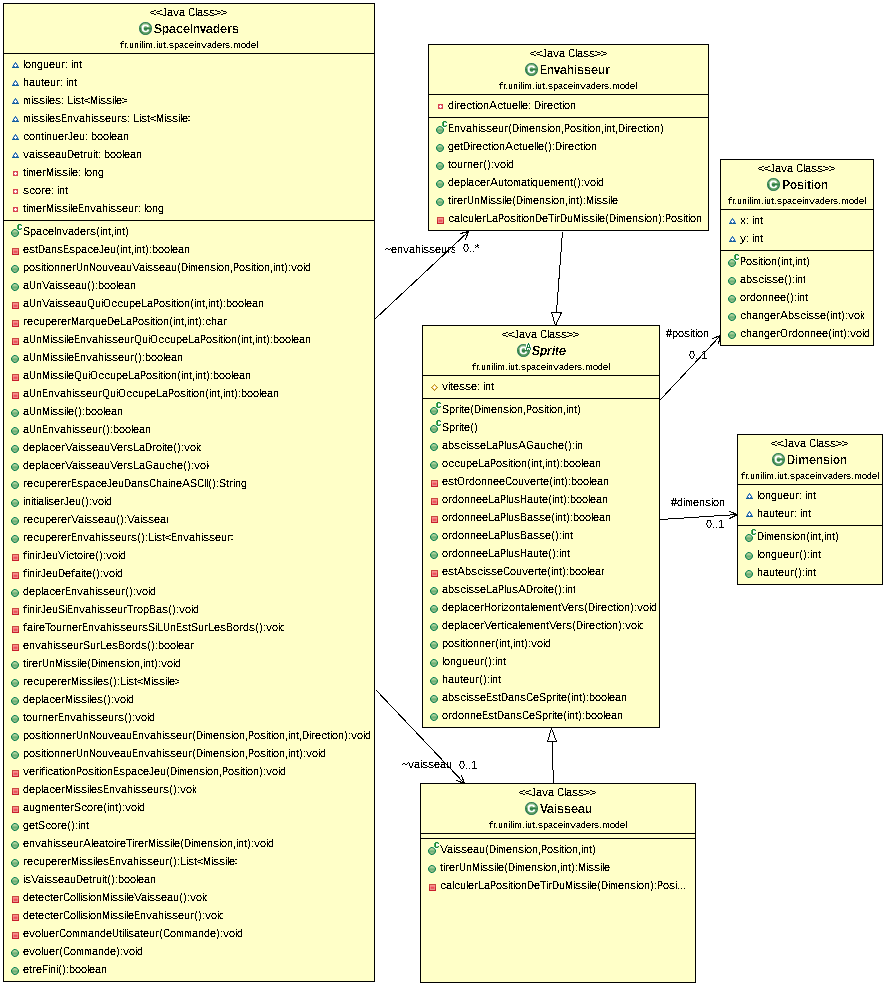 <<Java Class>>
SpaceInvaders
fr.unilim.iut.spaceinvaders.model
longueur: int
hauteur: int
missiles: List<Missile>
missilesEnvahisseurs: List<Missile:
continuerJeu: boolean
vaisseauDetruit: boolean
timerMissile: long
score: int
timerMissileEnvahisseur: long
SpaceInvaders(int,int)
estDansEspaceJeu(int,int):boolean
positionnerUnNouveauVaisseau(Dimension,Position,int):void
aUnVaisseau():boolean
aUnVaisseauQuiOccupeLaPosition(int,int):boolean
recupererMarqueDeLaPosition(int,int):char
aUnMissileEnvahisseurQuiOccupeLaPosition(int,int):boolean
aUnMissileEnvahisseur():boolean
aUnMissileQuiOccupeLaPosition(int,int):boolean
aUnEnvahisseurQuiOccupeLaPosition(int,int):boolean
aUnMissile():boolean
aUnEnvahisseur():boolean
deplacerVaisseauVersLaDroite():voic
deplacerVaisseauVersLaGauche():voi
recupererEspaceJeuDansChaineASCII():String
initialiserJeu():void
recupererVaisseau():Vaisseau
recupererEnvahisseurs():List<Envahisseur:
finirJeuVictoire():void
finirJeuDefaite():void
deplacerEnvahisseur():void
finirJeuSiEnvahisseurTropBas():void
faireTournerEnvahisseursSiLUnEstSurLesBords():void
envahisseurSurLesBords():boolear
tirerUnMissile(Dimension,int):void
recupererMissiles():List<Missile>
deplacerMissiles():void
tournerEnvahisseurs():void
positionnerUnNouveauEnvahisseur(Dimension,Position,int,Direction):void
positionnerUnNouveauEnvahisseur(Dimension,Position,int):void
verificationPositionEspaceJeu(Dimension,Position):void
deplacerMissilesEnvahisseurs():voic
augmenterScore(int):void
getScore():int
envahisseurAleatoireTirerMissile(Dimension,int):void
recupererMissilesEnvahisseur():List<Missile:
isVaisseauDetruit():boolean
detecterCollisionMissileVaisseau():voic
detecterCollisionMissileEnvahisseur():voic
evoluerCommandeUtilisateur(Commande):void
evoluer(Commande):void
etreFini():boolean
~envahisseurs 0..*
~vaisseau 0..1
<<Java Class>>
Envahisseur
fr.unilim.iut.spaceinvaders.model
directionActuelle: Direction
Envahisseur(Dimension,Position,int,Direction)
getDirectionActuelle():Direction
tourner():void
deplacerAutomatiquement():void
tirerUnMissile(Dimension,int):Missile
calculerLaPositionDeTirDuMissile(Dimension):Position
<<Java Class>>
Sprite
fr.unilim.iut.spaceinvaders.model
vitesse: int
Sprite(Dimension,Position,int)
Sprite()
abscisseLaPlusAGauche():in
occupeLaPosition(int,int):boolean
estOrdonneeCouverte(int):boolean
ordonneeLaPlusHaute(int):boolean
ordonneeLaPlusBasse(int):boolean
ordonneeLaPlusBasse():int
ordonneeLaPlusHaute():int
estAbscisseCouverte(int):boolear
abscisseLaPlusADroite():int
deplacerHorizontalementVers(Direction):void
deplacerVerticalementVers(Direction):voic
positionner(int,int):void
longueur():int
hauteur():int
abscisseEstDansCeSprite(int):boolean
ordonneEstDansCeSprite(int):boolean
#position
0..1
#dimension
0..1
<<Java Class>>
Vaisseau
fr.unilim.iut.spaceinvaders.model
Vaisseau(Dimension,Position,int)
tirerUnMissile(Dimension,int):Missile
calculerLaPositionDeTirDuMissile(Dimension):Posi...
<<Java Class>>
Position
fr.unilim.iut.spaceinvaders.model
x: int
y: int
Position(int,int)
abscisse():int
ordonnee():int
changerAbscisse(int):void
changerOrdonnee(int):void
<<Java Class>>
Dimension
fr.unilim.iut.spaceinvaders.model
longueur: int
hauteur: int
Dimension(int,int)
longueur():int
hauteur():int